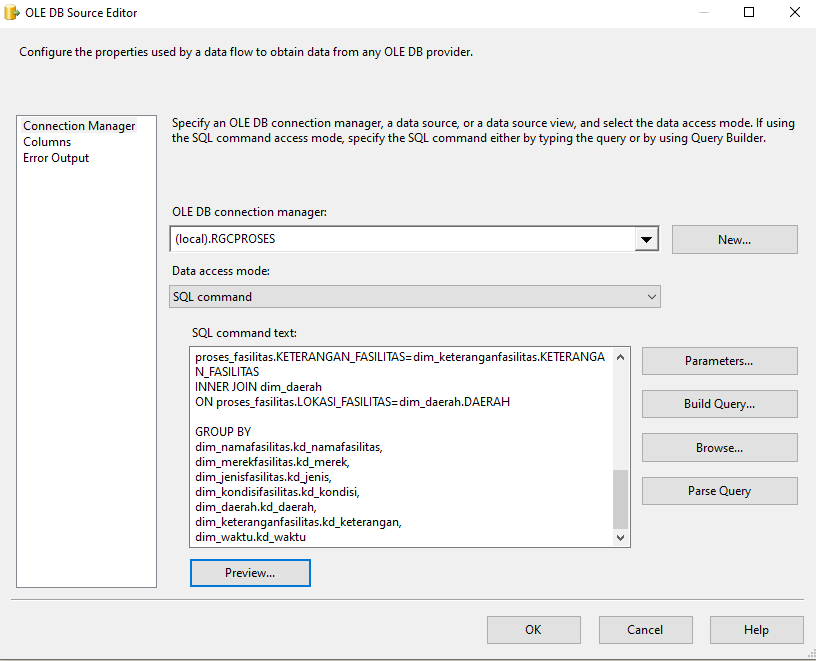 OLE DB Source Editor
Configure the properties used by a data flow to obtain data from any OLE DB provider.
Connection Manager
Columns
Error Output
Specify an OLE DB connection manager, a data source, or a data source view, and select the data access mode. If using
the SQL command access mode, specify the SQL command either by typing the query or by using Query Builder.
OLE DB connection manager:
(local).RGCPROSES
New...
Data access mode:
SQL command
SQL command text:
proses_fasilitas.KETERANGAN_FASILITAS=dim_keteranganfasilitas.KETERANGA
N_FASILITAS
INNER JOIN dim_daerah
ON proses_fasilitas.LOKASI_FASILITAS=dim_daerah.DAERAH
GROUP BY
dim_namafasilitas.kd_namafasilitas,
dim_merekfasilitas.kd_merek,
dim_jenisfasilitas.kd_jenis,
dim_kondisifasilitas.kd_kondisi,
dim_daerah.kd_daerah,
dim_keteranganfasilitas.kd_keterangan,
dim_waktu.kd_waktu
Parameters...
Build Query...
Browse...
Parse Query
Preview...
OK
Cancel
Help